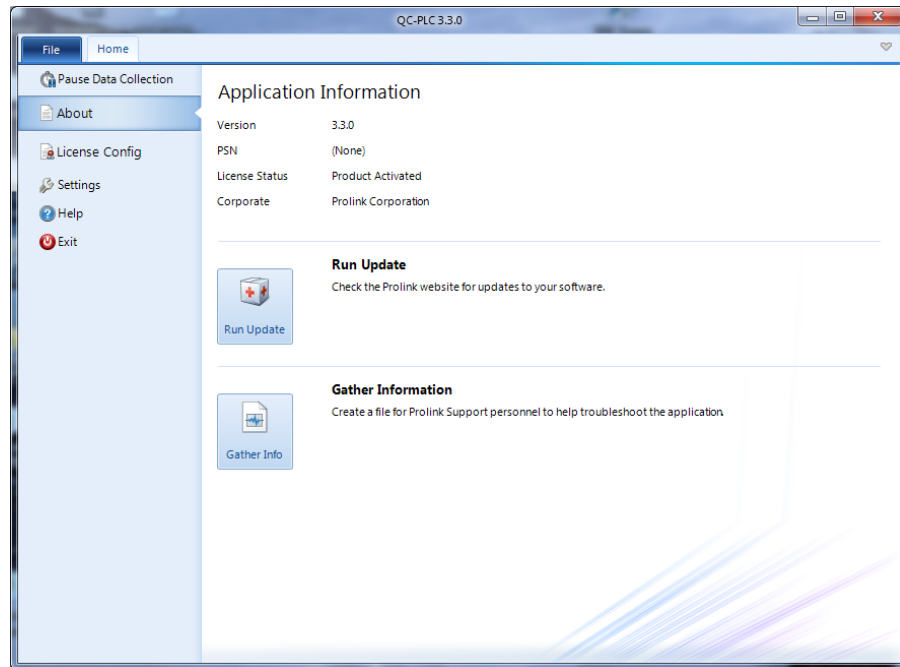 QC-PLC 3.3.0
File Home
Pause Data Collection
About
License Config
Settings
Help
Exit
Application Information
Version 3.3.0
PSN (None)
License Status Product Activated
Corporate Prolink Corporation
Run Update
Check the Prolink website for updates to your software.
Run Update
Gather Information
Create a file for Prolink Support personnel to help troubleshoot the application.
Gather Info